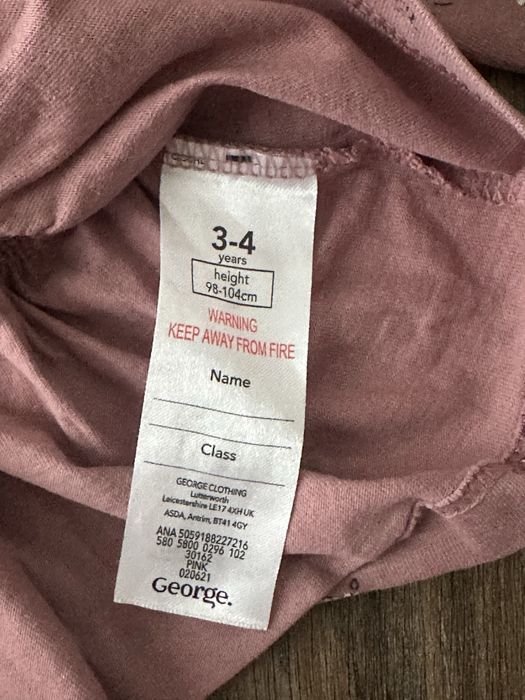 3-4
years
height
98-104cm
WARNING
KEEP AWAY FROM FIRE
Name
Class
GEORGE CLOTHING
Lutterworth
Leicestershire LE17 4XH UK
ASDA, Antrim, BT41 4GY
ANA 5059188227216
580 5800 0296 102
30162
PINK
020621
George.